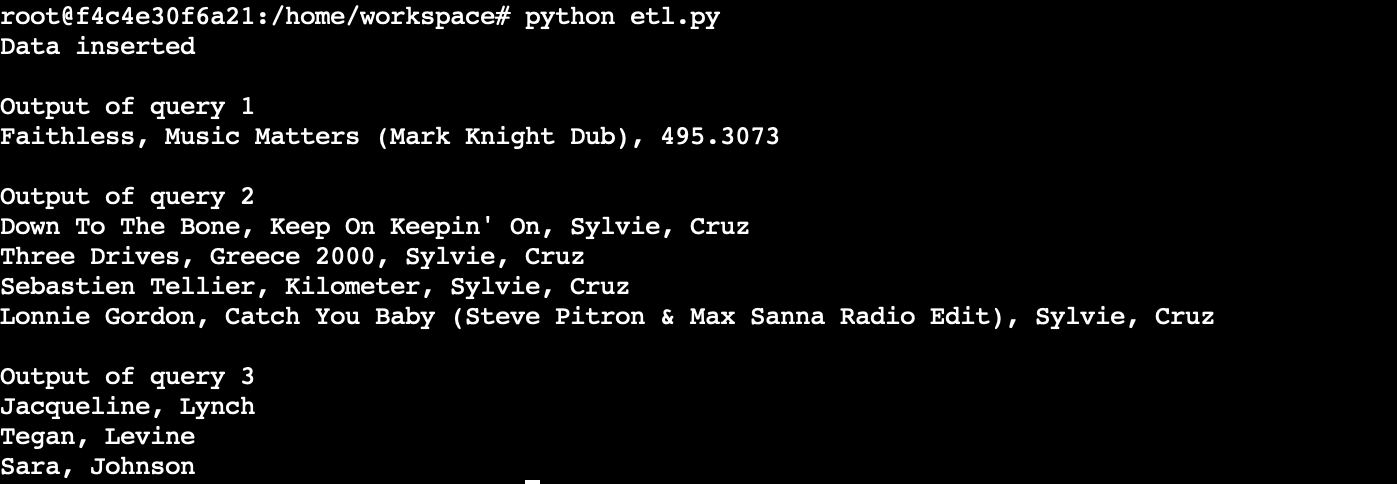 root@f4c4e30f6a21:/home/workspace# python etl.py
Data inserted
Output of query 1
Faithless, Music Matters (Mark Knight Dub), 495.3073
Output of query 2
Down To The Bone, Keep On Keepin' On, Sylvie, Cruz
Three Drives, Greece 2000, Sylvie, Cruz
Sebastien Tellier, Kilometer, Sylvie, Cruz
Lonnie Gordon, Catch You Baby (Steve Pitron & Max Sanna Radio Edit), Sylvie, Cruz
Output of query 3
Jacqueline, Lynch
Tegan, Levine
Sara, Johnson